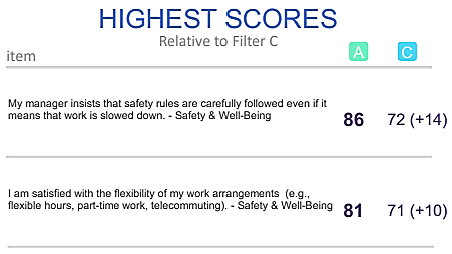 HIGHEST SCORES
Relative to Filter C
item
A
C
My manager insists that safety rules are carefully followed even if it
means that work is slowed down. - Safety & Well-Being
86
72 (+14)
I am satisfied with the flexibility of my work arrangements (e.g.,
flexible hours, part-time work, telecommuting). - Safety & Well-Being
81
71 (+10)